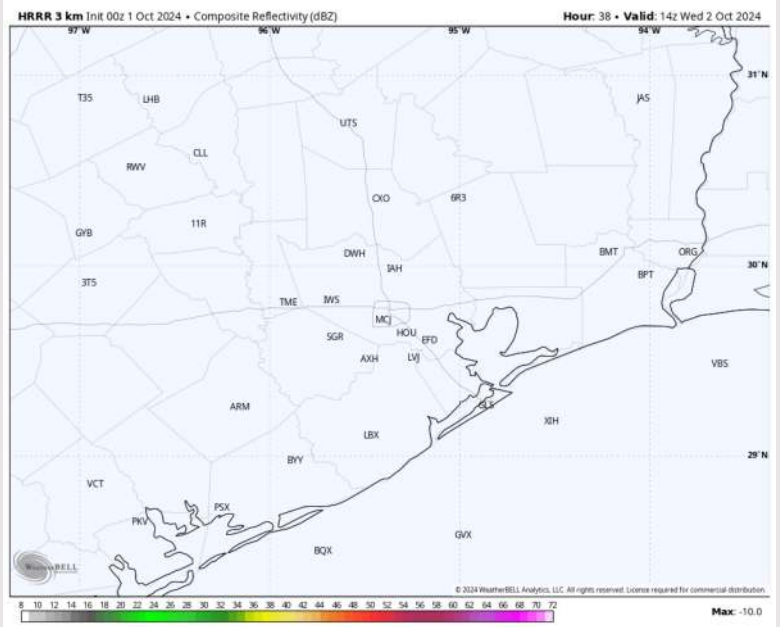 HRRR 3 km Init 00z 1 Oct 2024 • Composite Reflectivity (dBZ) Hour: 38 • Valid: 14z Wed 2 Oct 2024
97°W 96°W 95°W 94°W
31°N
T35 LHB JAS
UTS
CLL
RWV
CXO 6R3
11R
GYB
DWH BMT ORG
IAH 30°N
BPT
3T5
TME IWS
MCJ
SGR HOU EFD
AXH LVJ
VBS
ARM GLS
XIH
LBX
BYY 29°N
VCT
PSX
PKV
GVX
BQX
WeatherBELL
© 2024 WeatherBELL Analytics, LLC. All rights reserved. License required for commercial distribution.
8 10 12 14 16 18 20 22 24 26 28 30 32 34 36 38 40 42 44 46 48 50 52 54 56 58 60 62 64 66 68 70 72
Max: -10.0